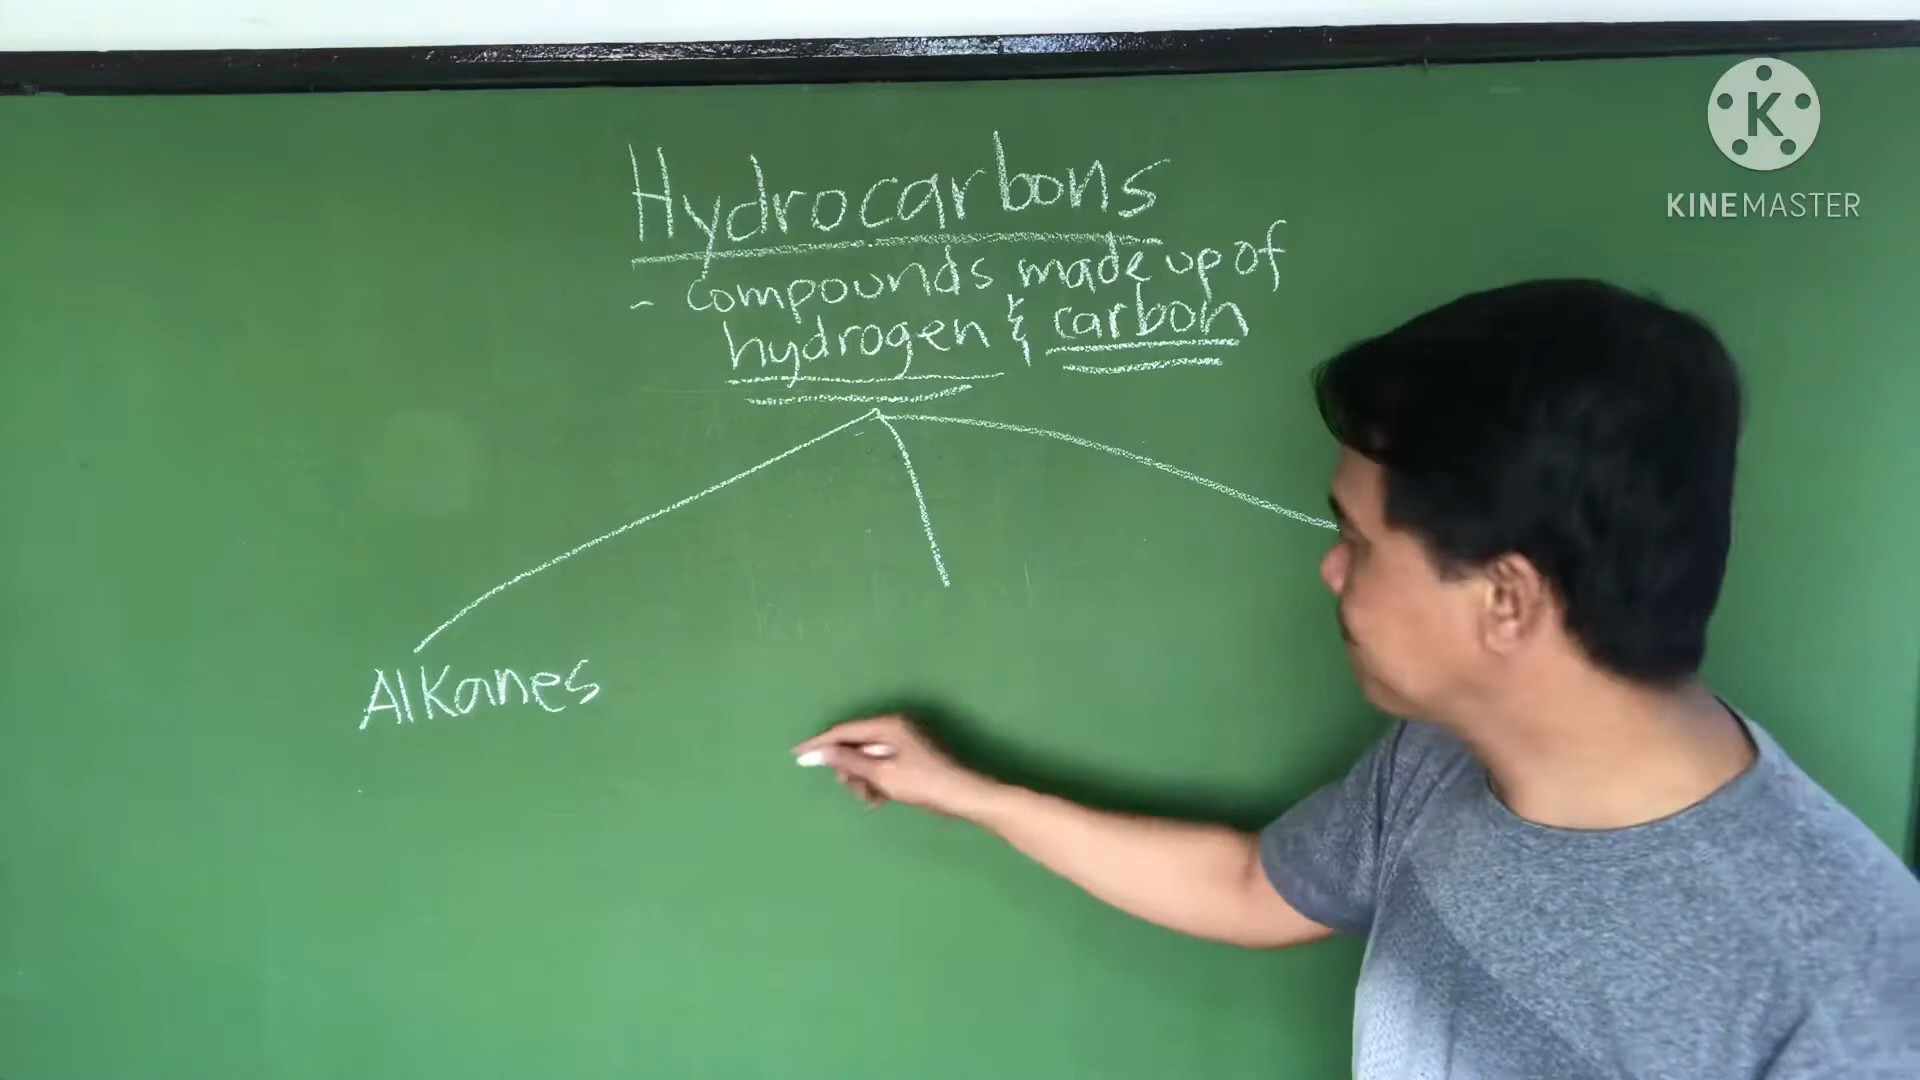 Hydrocarbons
- Compounds made up of
hydrogen & carbon
Alkanes
K
KINEMASTER